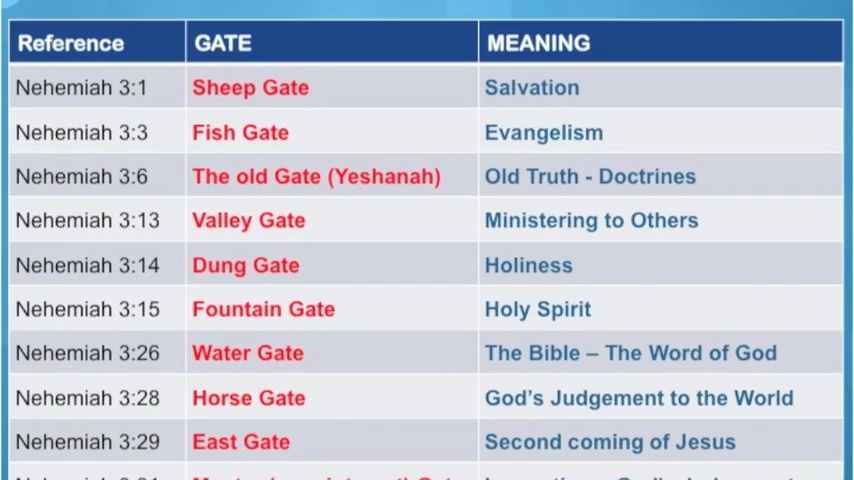 Reference GATE MEANING
Nehemiah 3:1 Sheep Gate Salvation
Nehemiah 3:3 Fish Gate Evangelism
Nehemiah 3:6 The old Gate (Yeshanah) Old Truth - Doctrines
Nehemiah 3:13 Valley Gate Ministering to Others
Nehemiah 3:14 Dung Gate Holiness
Nehemiah 3:15 Fountain Gate Holy Spirit
Nehemiah 3:26 Water Gate The Bible – The Word of God
Nehemiah 3:28 Horse Gate God’s Judgement to the World
Nehemiah 3:29 East Gate Second coming of Jesus
Nehemiah